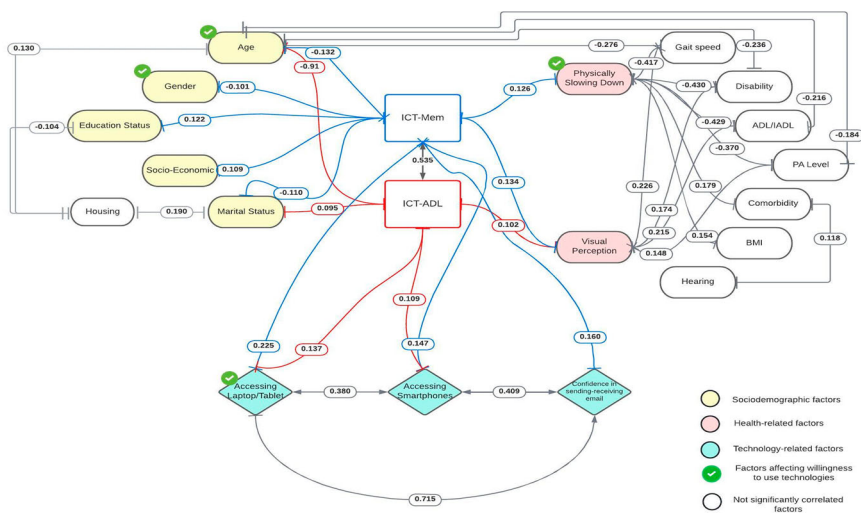 0.130
Age
-0.132
-0.91
-0.276
Gait speed
-0.236
-0.417
Gender
-0.101
Physically
Slowing Down
0.126
-0.430
Disability
-0.216
ICT-Mem
-0.104
Education Status
0.122
-0.429
ADL/IADL
-0.184
0.535
-0.370
PA Level
Socio-Economic
0.109
0.134
-0.110
0.226
0.179
ICT-ADL
Comorbidity
Housing
0.190
Marital Status
0.095
0.174
0.102
0.215
0.154
0.118
Visual
Perception
0.148
BMI
Hearing
0.109
0.225
0.137
0.147
0.160
Accessing
Laptop/Tablet
0.380
Accessing
Smartphones
0.409
Confidence in
sending-receiving
email
0.715
Sociodemographic factors
Health-related factors
Technology-related factors
Factors affecting willingness
to use technologies
Not significantly correlated
factors